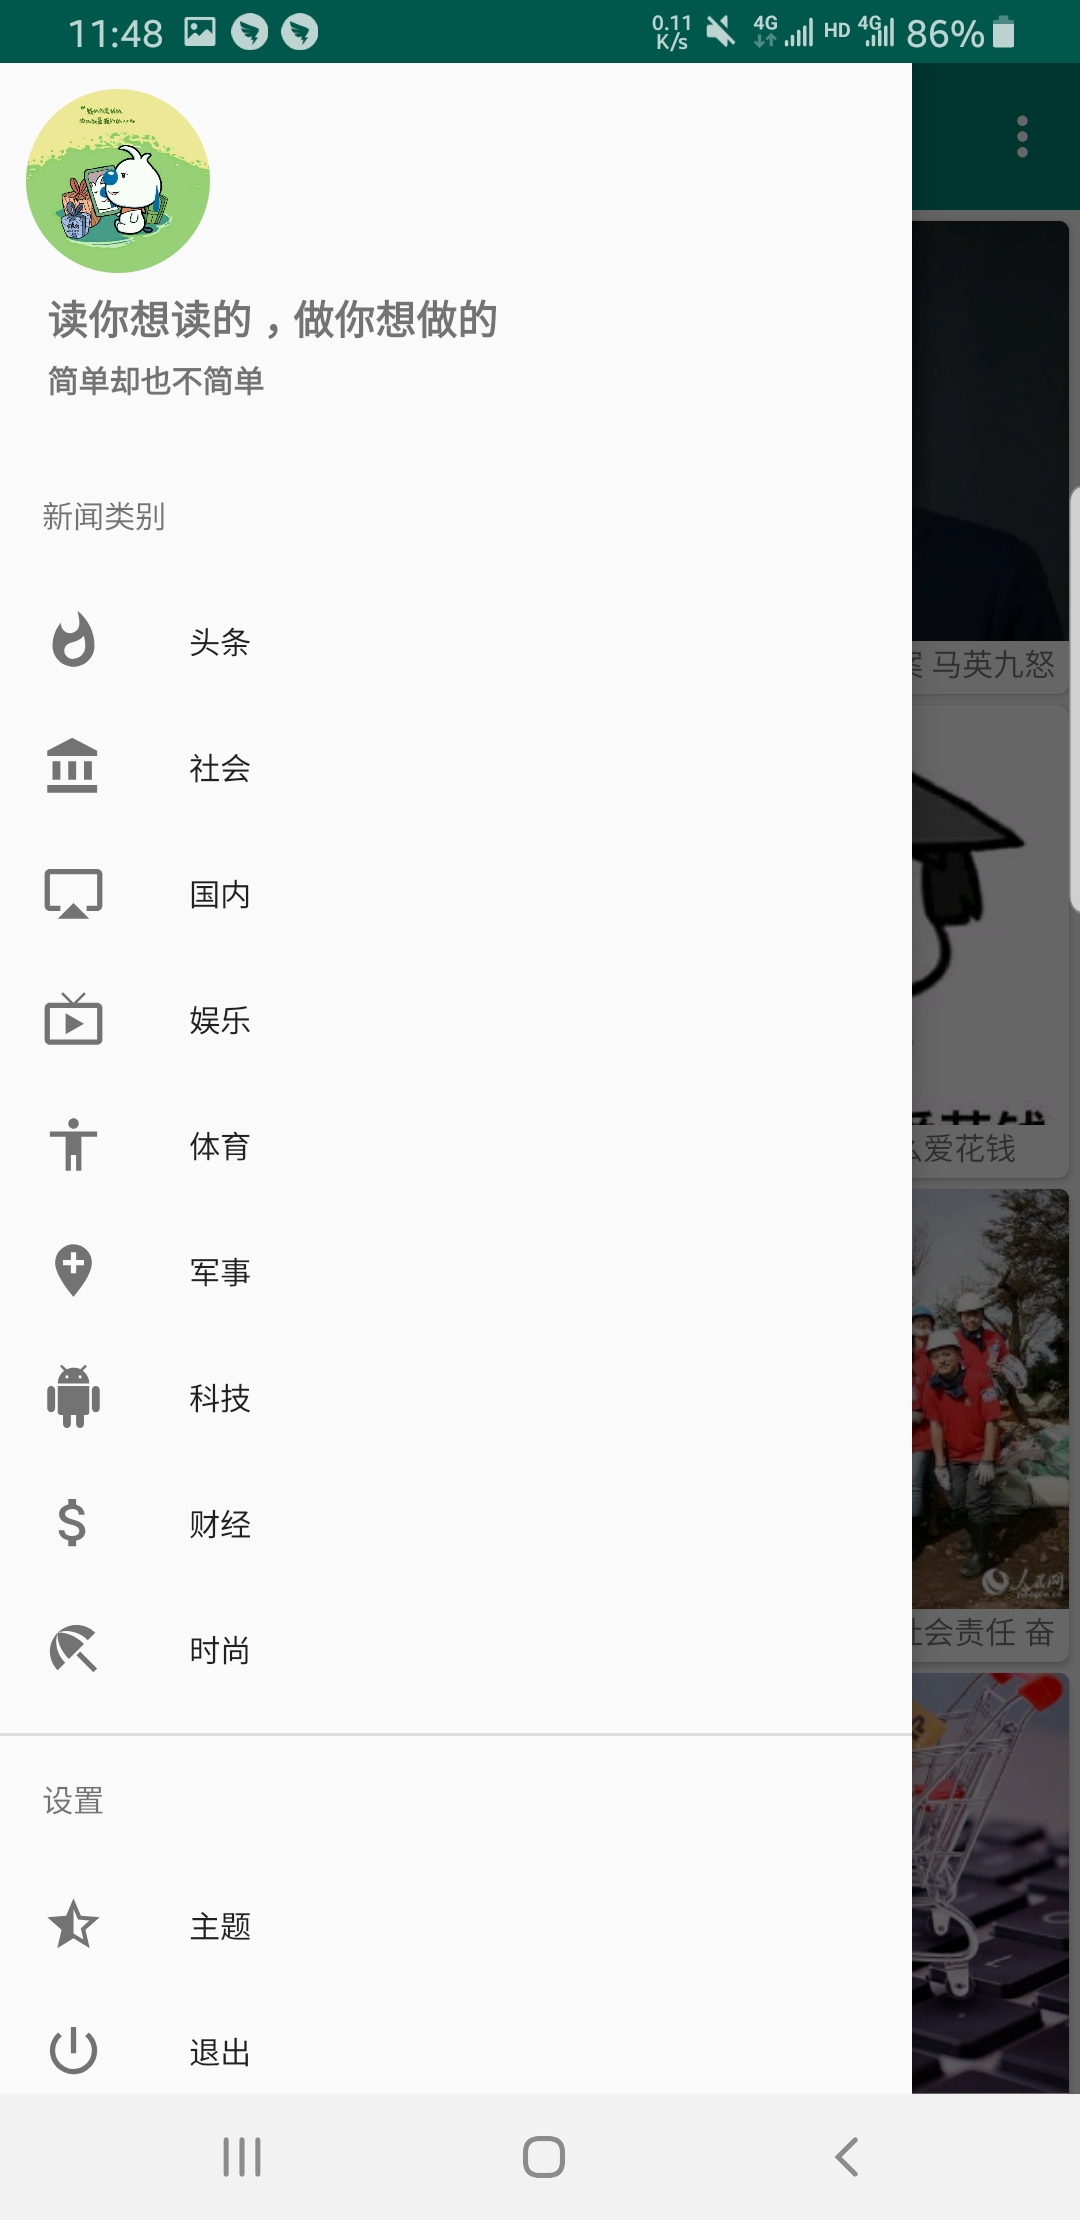 11:48
0.11 K/s 4G HD 4G 86%
读你想读的，做你想做的
简单却也不简单
新闻类别
头条
马英九怒
社会
国内
娱乐
体育
爱花钱
军事
科技
财经
人民网
时尚
会责任 奋
设置
主题
退出